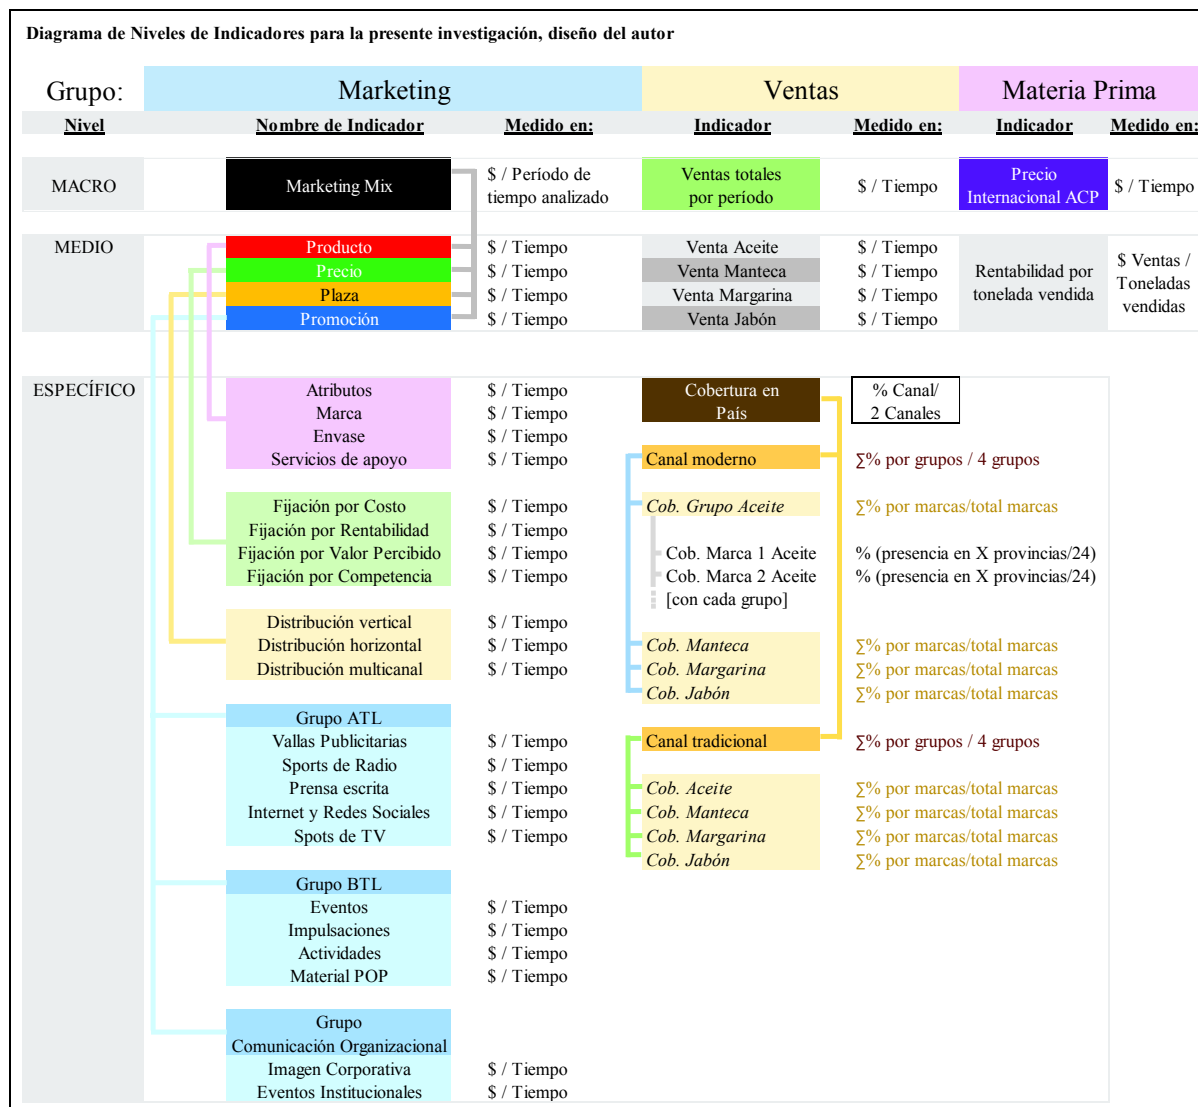 Diagrama de Niveles de Indicadores para la presente investigación, diseño del autor
Grupo: Marketing Ventas Materia Prima
Nivel Nombre de Indicador Medido en: Indicador Medido en: Indicador Medido en:
MACRO Marketing Mix $ / Período de tiempo analizado Ventas totales por período $ / Tiempo Precio Internacional ACP $ / Tiempo
MEDIO Producto $ / Tiempo Venta Aceite $ / Tiempo
Precio $ / Tiempo Venta Manteca $ / Tiempo
Plaza $ / Tiempo Venta Margarina $ / Tiempo
Promoción $ / Tiempo Venta Jabón $ / Tiempo
Rentabilidad por tonelada vendida $ Ventas / Toneladas vendidas
ESPECÍFICO Atributos $ / Tiempo Cobertura en País % Canal/ 2 Canales
Marca $ / Tiempo
Envase $ / Tiempo
Servicios de apoyo $ / Tiempo Canal moderno ∑% por grupos / 4 grupos
Fijación por Costo $ / Tiempo Cob. Grupo Aceite ∑% por marcas/total marcas
Fijación por Rentabilidad $ / Tiempo
Fijación por Valor Percibido $ / Tiempo Cob. Marca 1 Aceite % (presencia en X provincias/24)
Fijación por Competencia $ / Tiempo Cob. Marca 2 Aceite % (presencia en X provincias/24)
[con cada grupo]
Distribución vertical $ / Tiempo
Distribución horizontal $ / Tiempo Cob. Manteca ∑% por marcas/total marcas
Distribución multicanal $ / Tiempo Cob. Margarina ∑% por marcas/total marcas
Cob. Jabón ∑% por marcas/total marcas
Grupo ATL
Vallas Publicitarias $ / Tiempo Canal tradicional ∑% por grupos / 4 grupos
Sports de Radio $ / Tiempo
Prensa escrita $ / Tiempo Cob. Aceite ∑% por marcas/total marcas
Internet y Redes Sociales $ / Tiempo Cob. Manteca ∑% por marcas/total marcas
Spots de TV $ / Tiempo Cob. Margarina ∑% por marcas/total marcas
Cob. Jabón ∑% por marcas/total marcas
Grupo BTL
Eventos $ / Tiempo
Impulsaciones $ / Tiempo
Actividades $ / Tiempo
Material POP $ / Tiempo
Grupo
Comunicación Organizacional
Imagen Corporativa $ / Tiempo
Eventos Institucionales $ / Tiempo